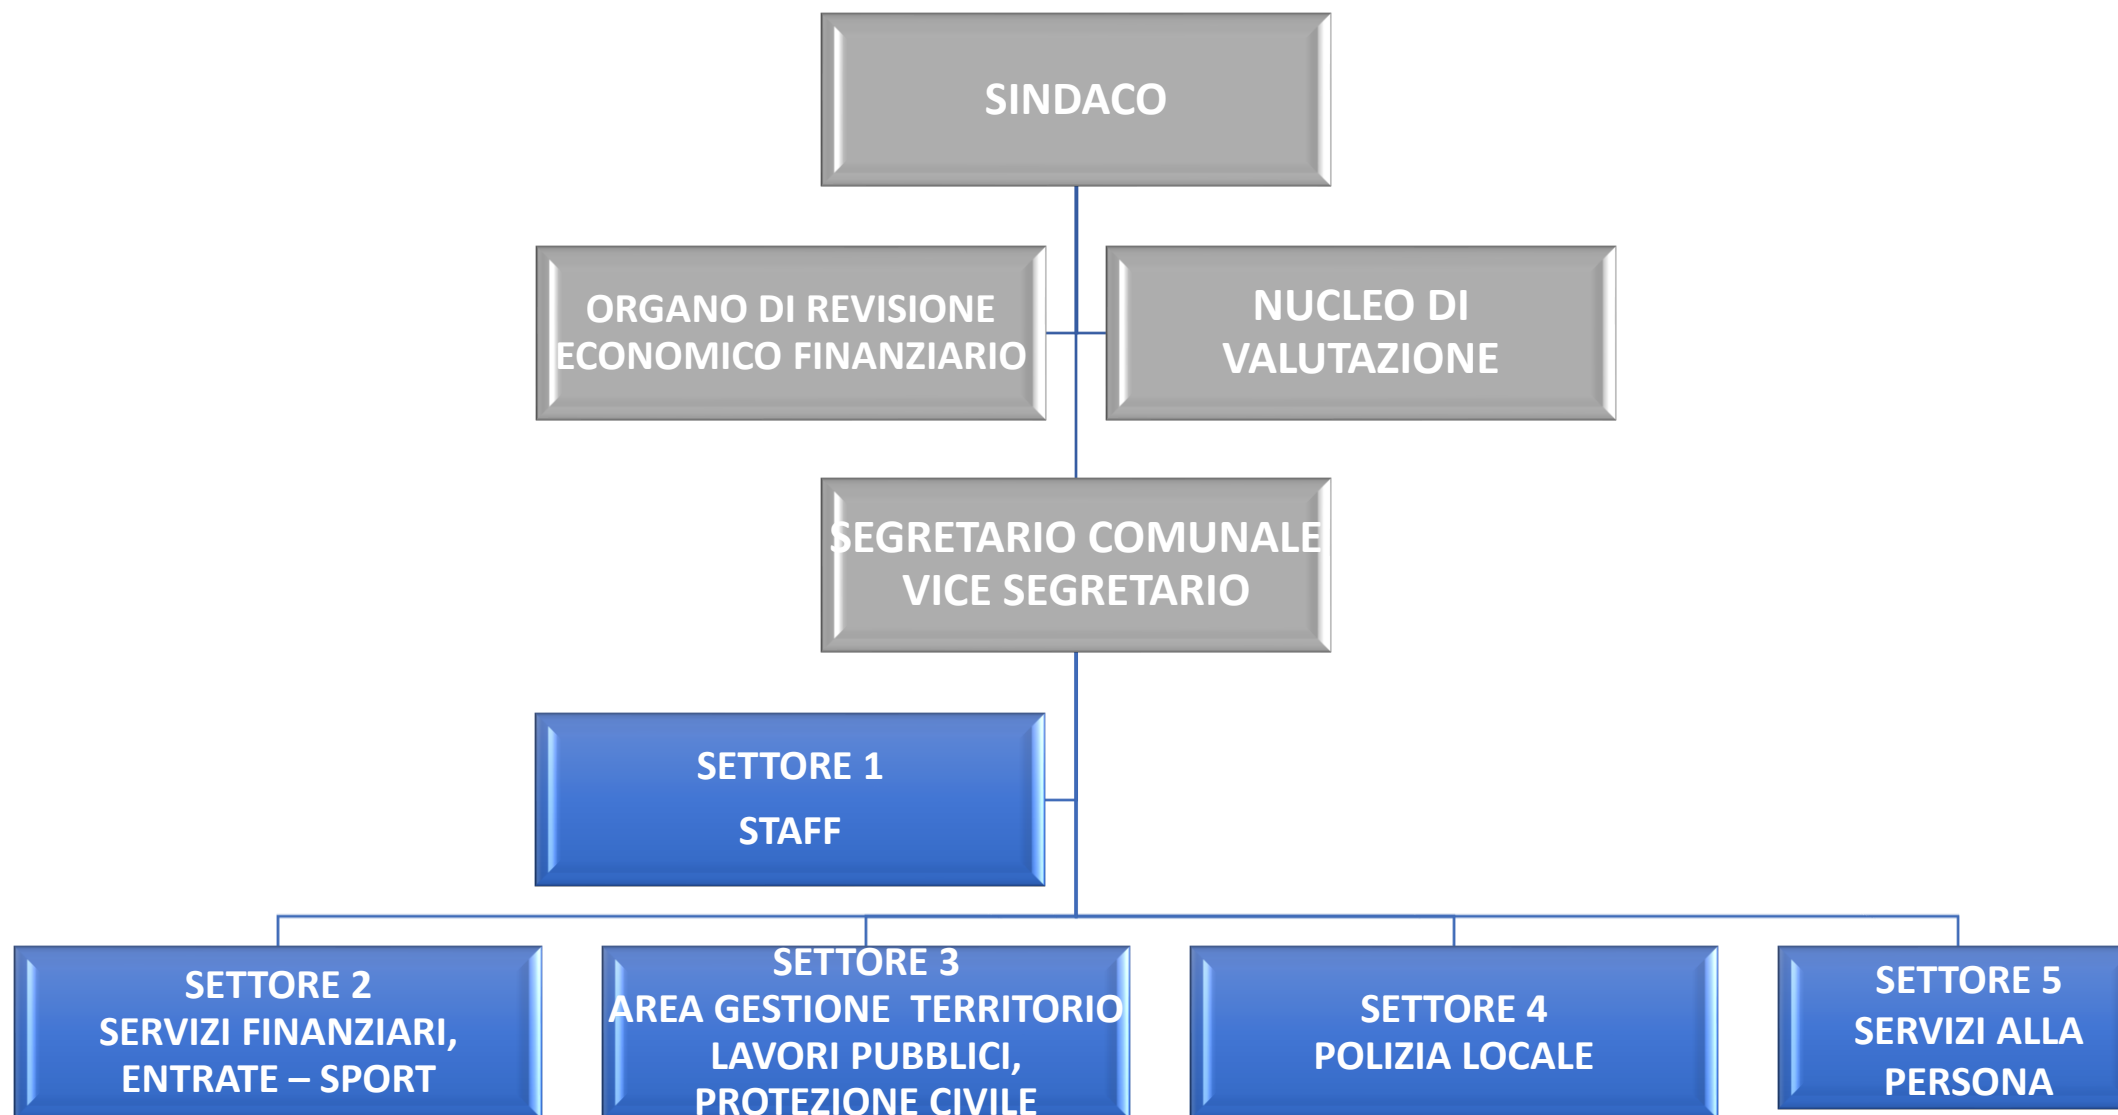 SINDACO
ORGANO DI REVISIONE
ECONOMICO FINANZIARIO
NUCLEO DI
VALUTAZIONE
SEGRETARIO COMUNALE
VICE SEGRETARIO
SETTORE 1
STAFF
SETTORE 2
SERVIZI FINANZIARI,
ENTRATE – SPORT
SETTORE 3
AREA GESTIONE TERRITORIO
LAVORI PUBBLICI,
PROTEZIONE CIVILE
SETTORE 4
POLIZIA LOCALE
SETTORE 5
SERVIZI ALLA
PERSONA